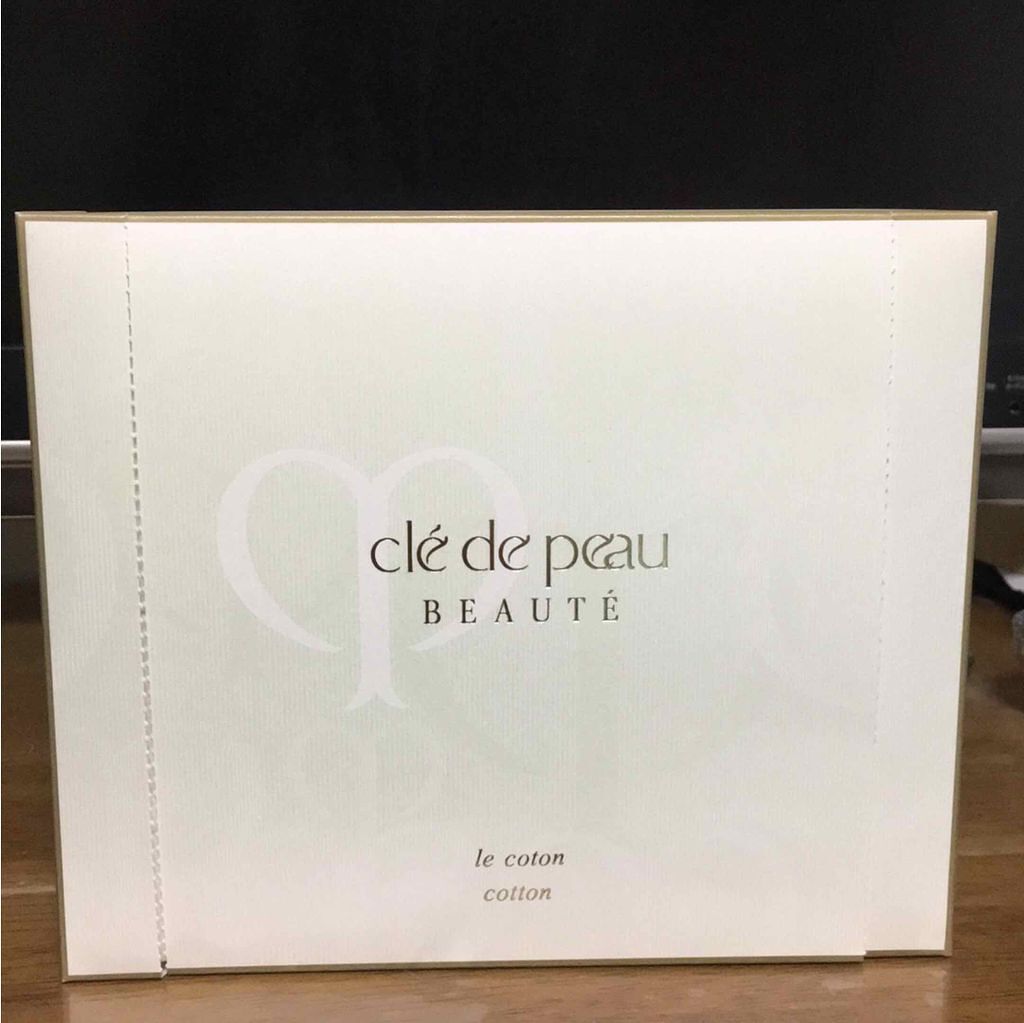 clé de peau
BEAUTÉ
le coton
cotton